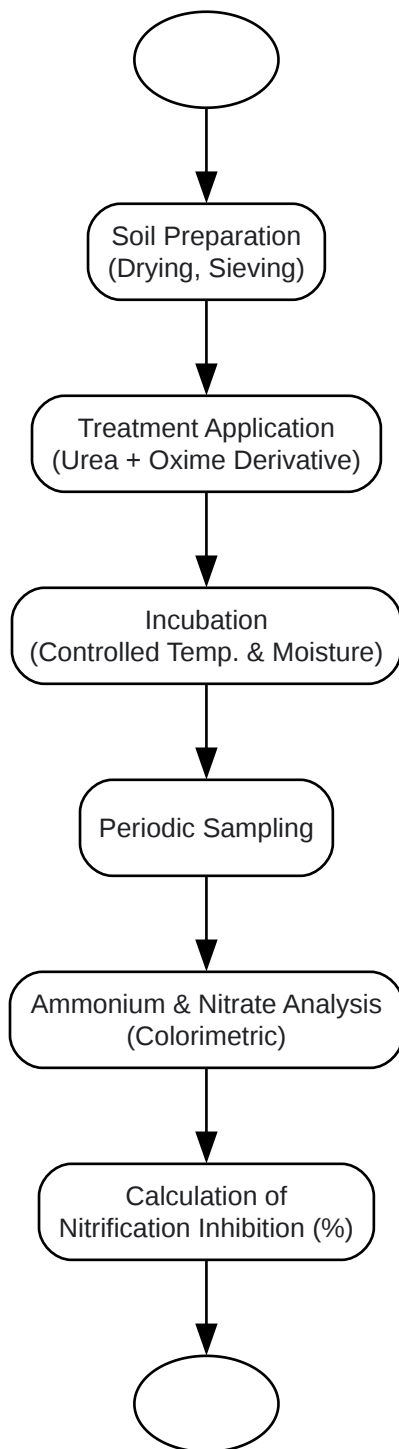 Soil Preparation
(Drying, Sieving)
Treatment Application
(Urea + Oxime Derivative)
Incubation
(Controlled Temp. & Moisture)
Periodic Sampling
Ammonium & Nitrate Analysis
(Colorimetric)
Calculation of
Nitrification Inhibition (%)